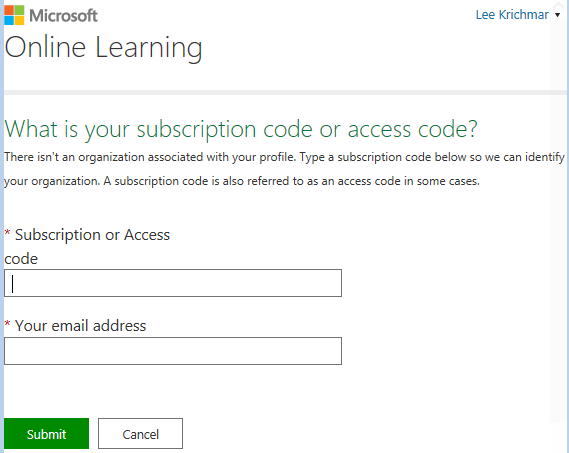 Microsoft
Lee Krichmar
Online Learning
What is your subscription code or access code?
There isn't an organization associated with your profile. Type a subscription code below so we can identify
your organization. A subscription code is also referred to as an access code in some cases.
* Subscription or Access
code
* Your email address
Submit
Cancel